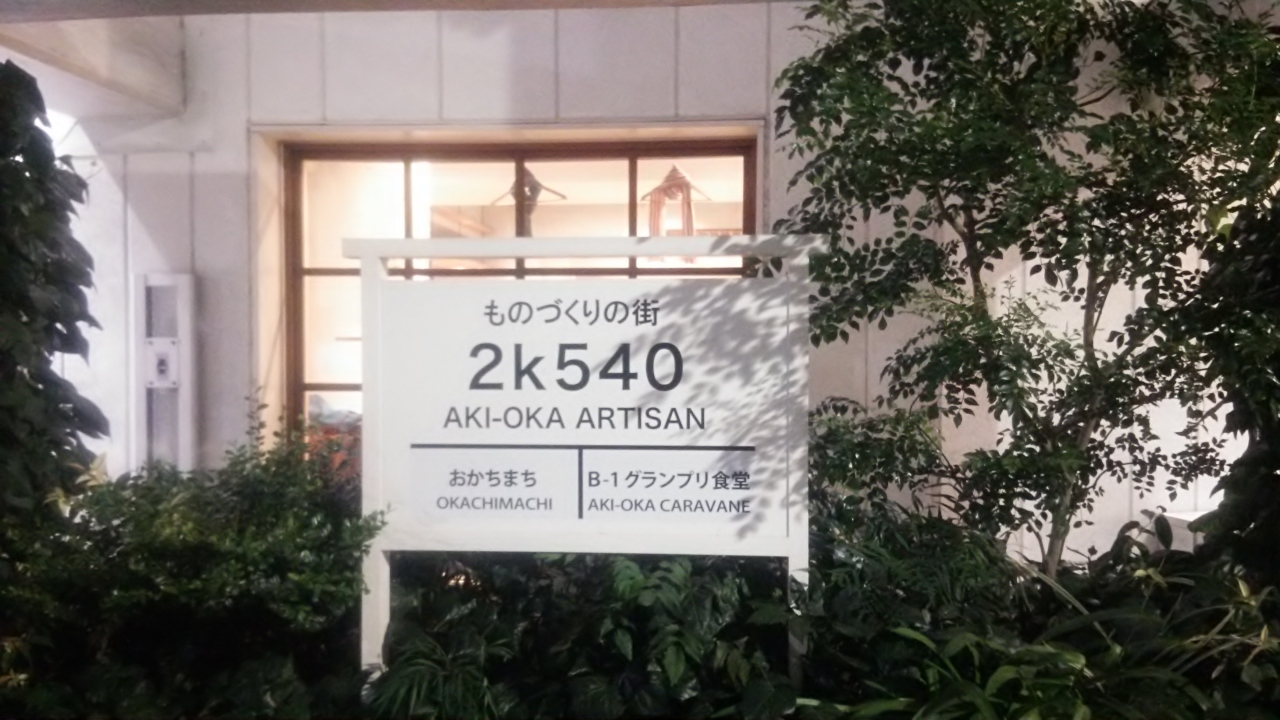 ものづくりの街
2k540
AKI-OKA ARTISAN
おかちまち
OKACHIMACHI
B-1グランプリ食堂
AKI-OKA CARAVANE